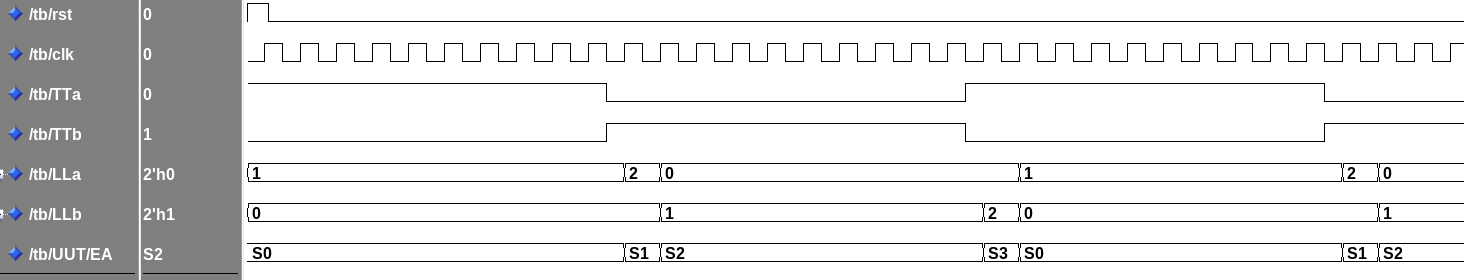 /tb/rst 0
/tb/clk 0
/tb/TTa 0
/tb/TTb 1
/tb/LLa 2'h0 1 2 0 1 2 0
/tb/LLb 2'h1 0 1 2 0 1
/tb/UUT/EA S2 S0 S1 S2 S3 S0 S1 S2